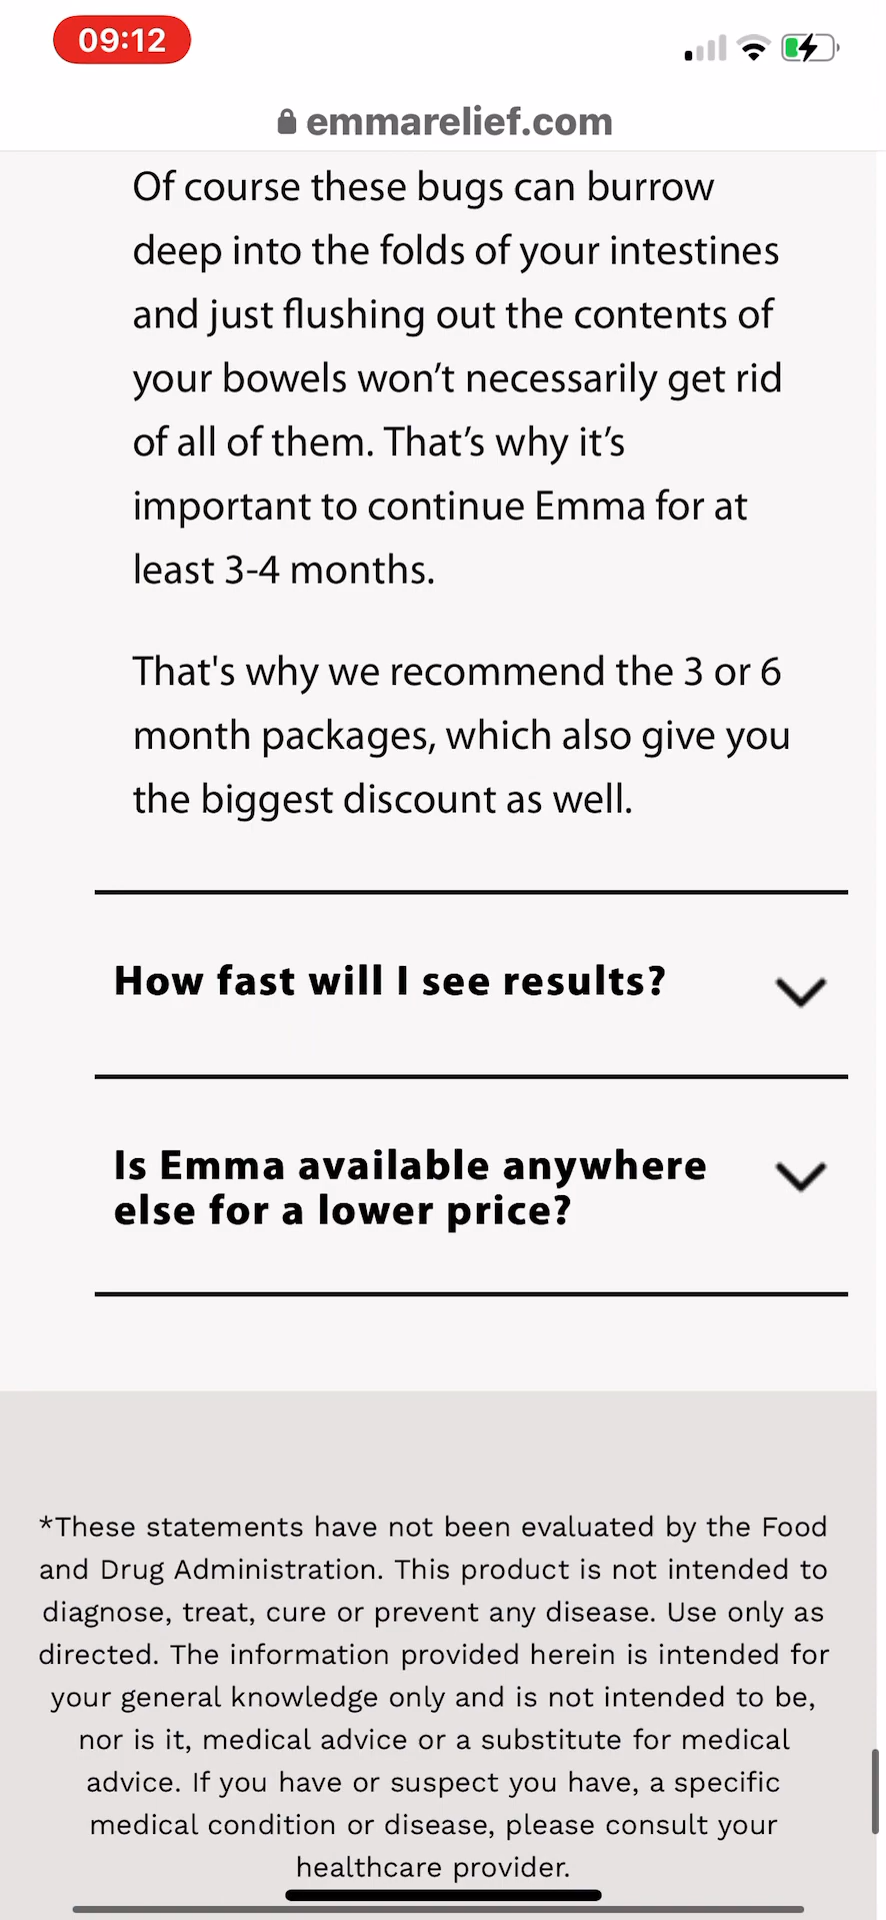 09:12
emmarelief.com
Of course these bugs can burrow
deep into the folds of your intestines
and just flushing out the contents of
your bowels won’t necessarily get rid
of all of them. That’s why it’s
important to continue Emma for at
least 3-4 months.
That's why we recommend the 3 or 6
month packages, which also give you
the biggest discount as well.
How fast will I see results?
Is Emma available anywhere
else for a lower price?
*These statements have not been evaluated by the Food
and Drug Administration. This product is not intended to
diagnose, treat, cure or prevent any disease. Use only as
directed. The information provided herein is intended for
your general knowledge only and is not intended to be,
nor is it, medical advice or a substitute for medical
advice. If you have or suspect you have, a specific
medical condition or disease, please consult your
healthcare provider.